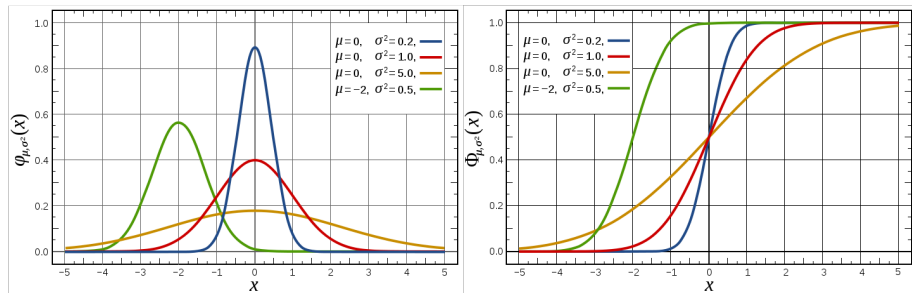 1.0
0.8
0.6
0.4
0.2
0.0
φμ,σ²(x)
μ=0, σ²=0.2,
μ=0, σ²=1.0,
μ=0, σ²=5.0,
μ=−2, σ²=0.5,
−5 −4 −3 −2 −1 0 1 2 3 4 5
x
1.0
0.8
0.6
0.4
0.2
0.0
Φμ,σ²(x)
μ=0, σ²=0.2,
μ=0, σ²=1.0,
μ=0, σ²=5.0,
μ=−2, σ²=0.5,
−5 −4 −3 −2 −1 0 1 2 3 4 5
x